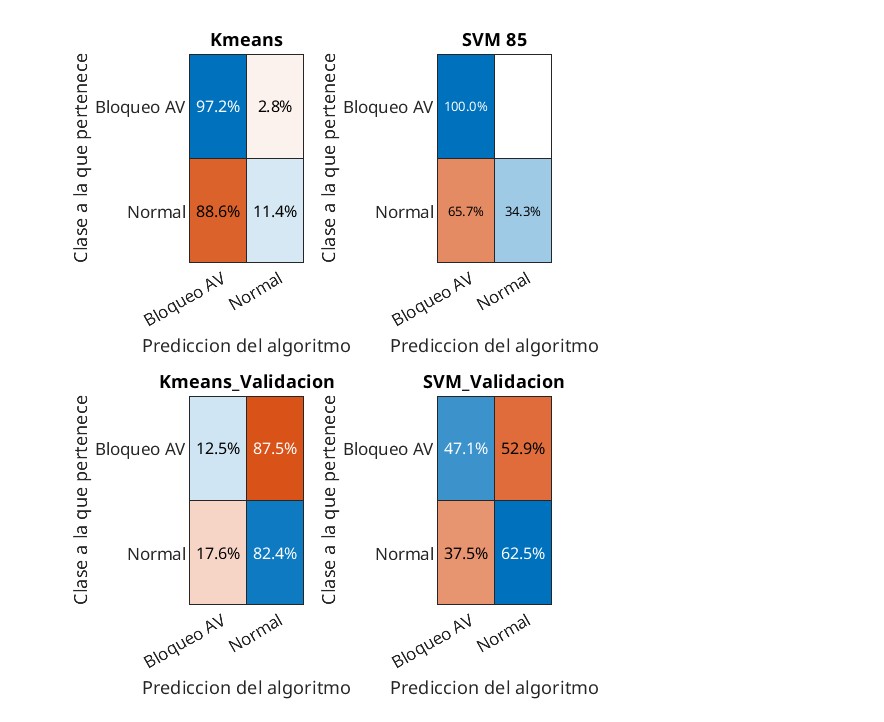 Kmeans
Clase a la que pertenece
Bloqueo AV
97.2%
2.8%
Normal
88.6%
11.4%
Bloqueo AV
Normal
Prediccion del algoritmo
SVM 85
Clase a la que pertenece
Bloqueo AV
100.0%
Normal
65.7%
34.3%
Bloqueo AV
Normal
Prediccion del algoritmo
Kmeans_Validacion
Clase a la que pertenece
Bloqueo AV
12.5%
87.5%
Normal
17.6%
82.4%
Bloqueo AV
Normal
Prediccion del algoritmo
SVM_Validacion
Clase a la que pertenece
Bloqueo AV
47.1%
52.9%
Normal
37.5%
62.5%
Bloqueo AV
Normal
Prediccion del algoritmo